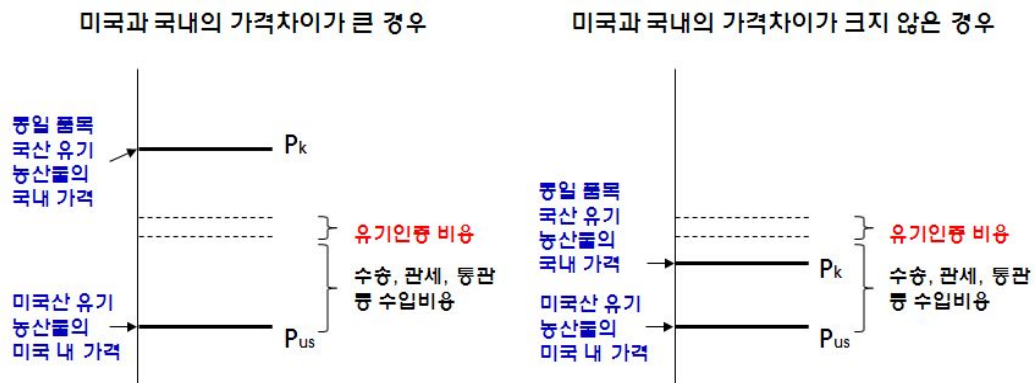 미국과 국내의 가격차이가 큰 경우
동일 품목
국산 유기
농산물의
국내 가격
Pk
유기인증 비용
수송, 관세, 통관
등 수입비용
미국산 유기
농산물의
미국 내 가격
Pus
미국과 국내의 가격차이가 크지 않은 경우
동일 품목
국산 유기
농산물의
국내 가격
Pk
유기인증 비용
수송, 관세, 통관
등 수입비용
미국산 유기
농산물의
미국 내 가격
Pus